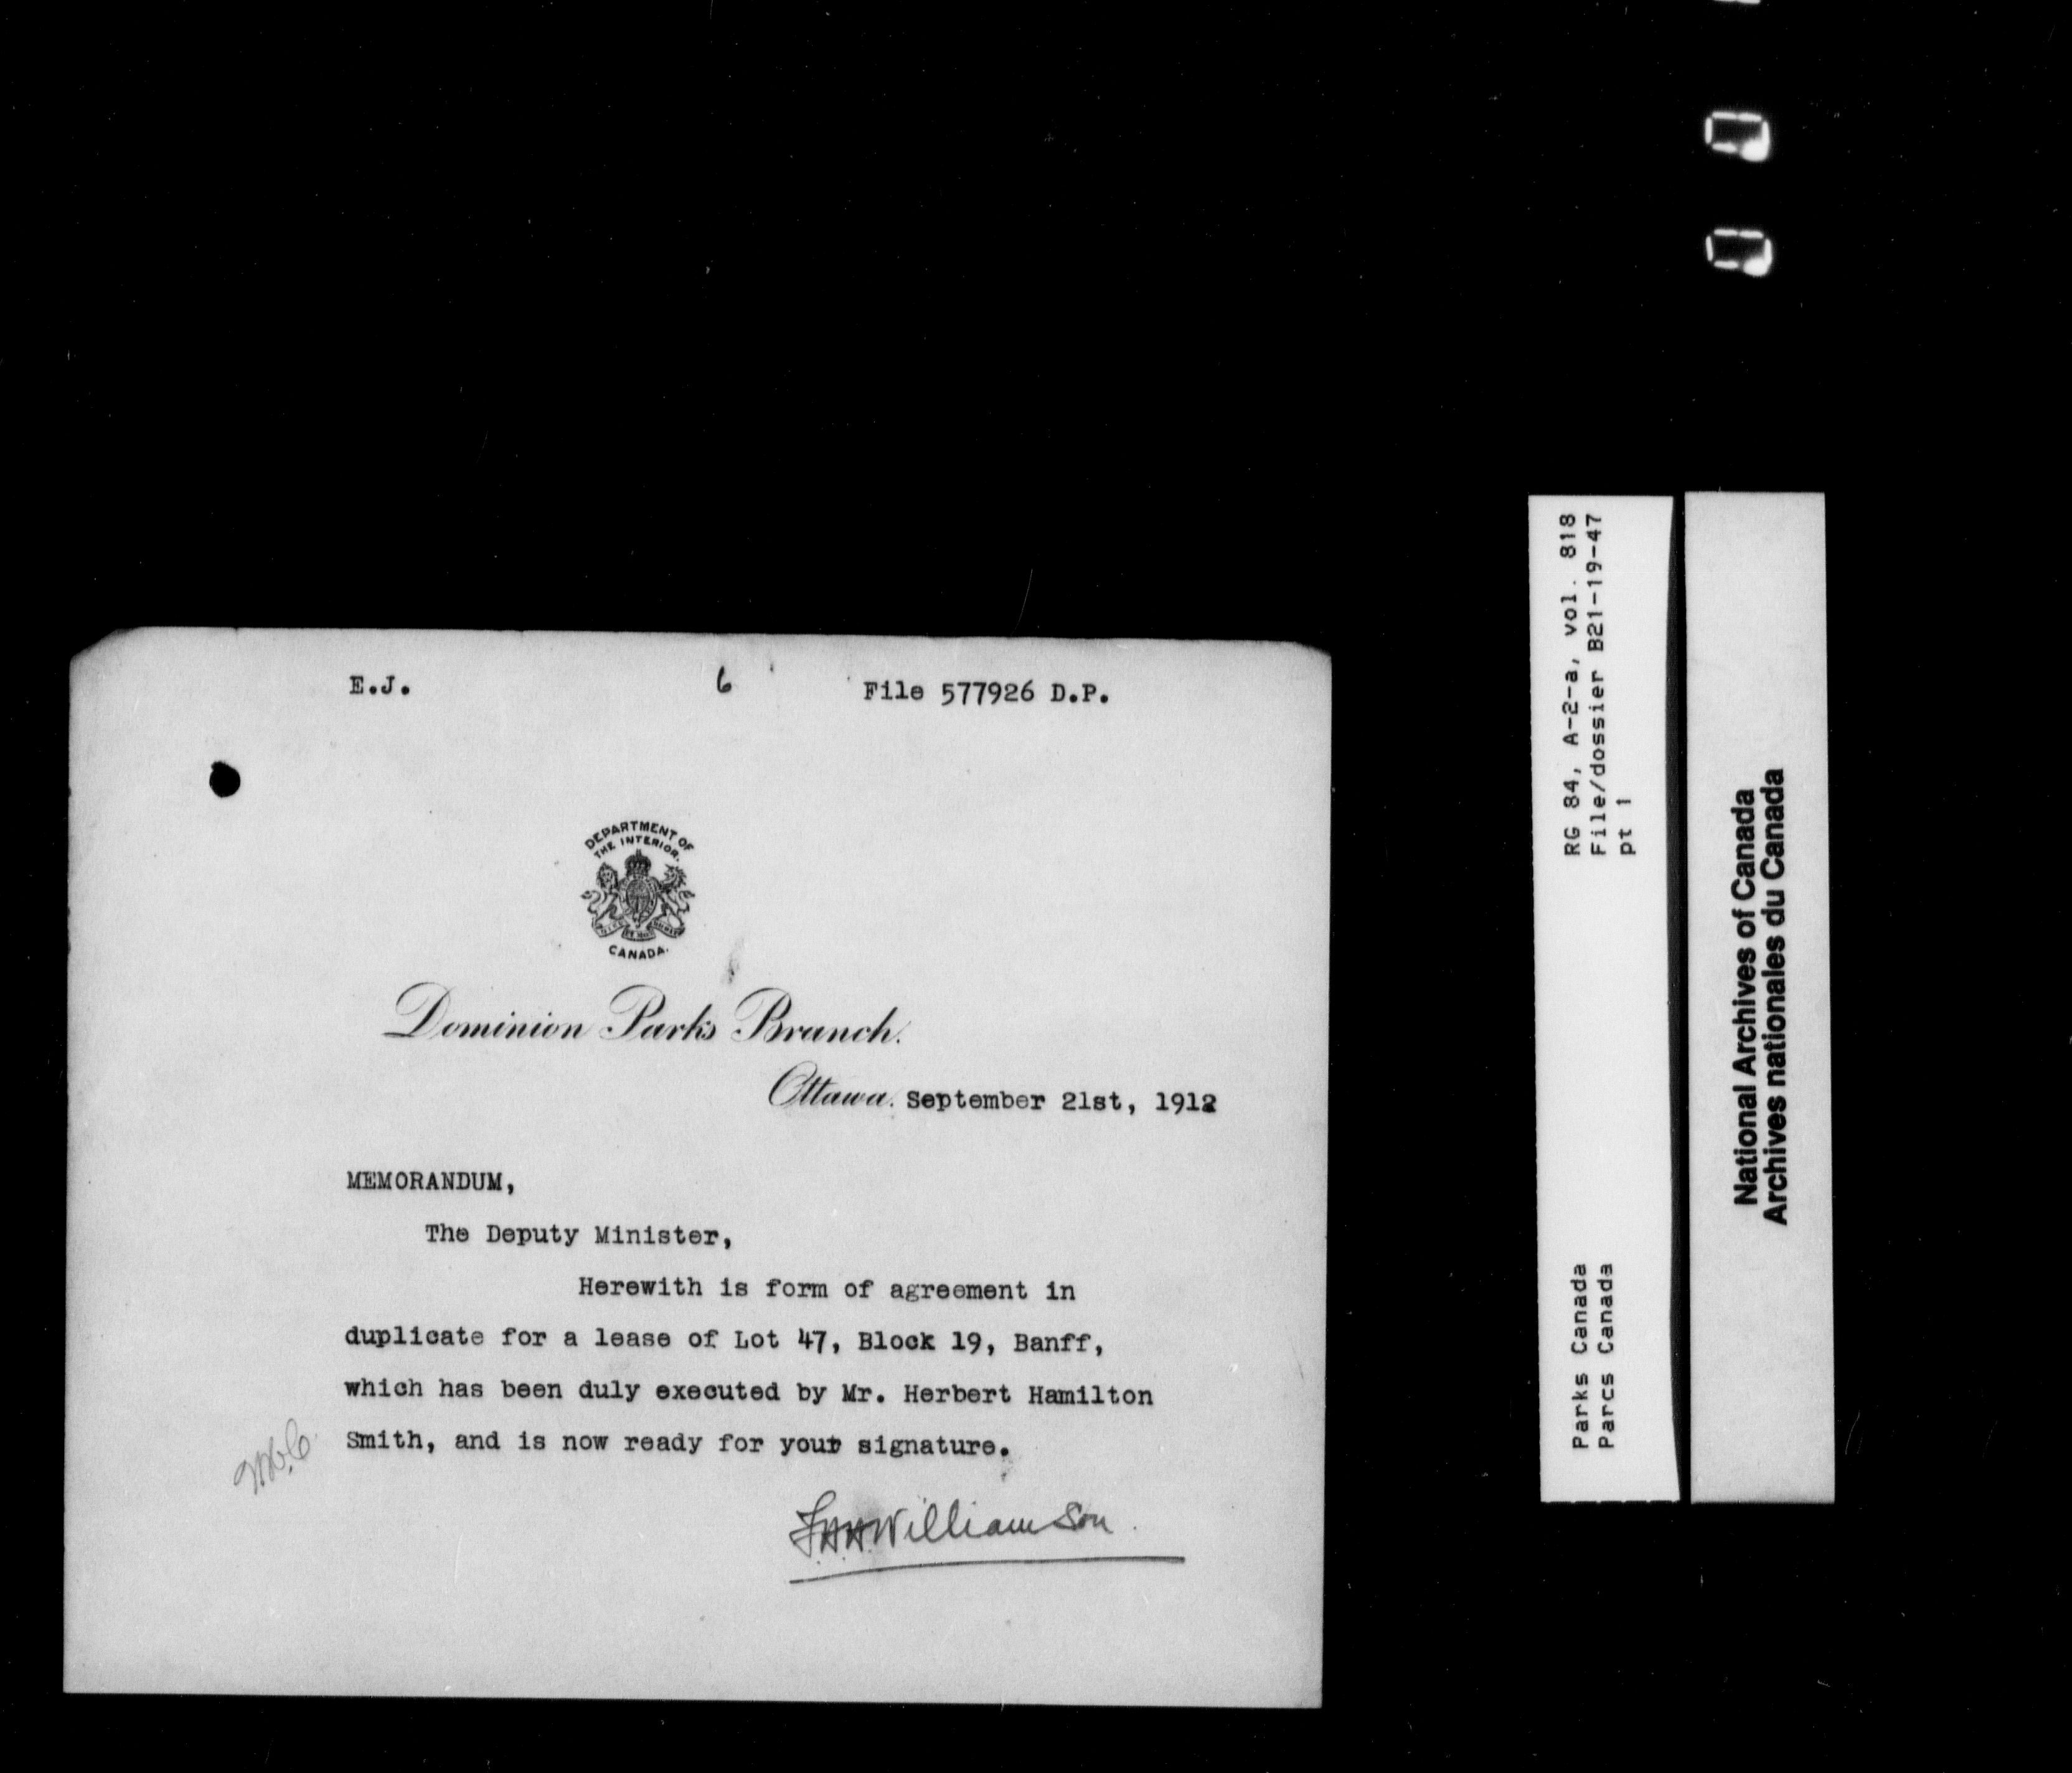 E.J.
6
File 577926 D.P.
DEPARTMENT OF
THE INTERIOR.
CANADA.
Dominion Parks Branch.
Ottawa. September 21st, 1912
MEMORANDUM,
The Deputy Minister,
Herewith is form of agreement in
duplicate for a lease of Lot 47, Block 19, Banff,
which has been duly executed by Mr. Herbert Hamilton
Smith, and is now ready for your signature.
F.H.H. Williamson.
RG 84, A-2-a, vol. 818
File/dossier B21-19-47
pt 1
Parks Canada
Parcs Canada
National Archives of Canada
Archives nationales du Canada